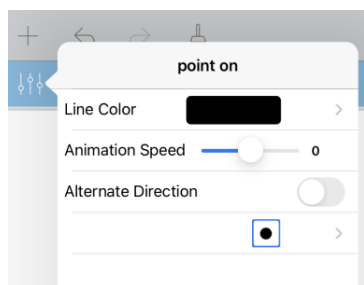 point on
Line Color
Animation Speed 0
Alternate Direction